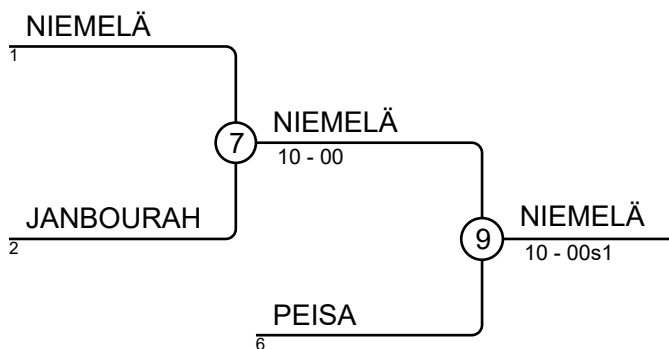 NIEMELÄ
1
7
NIEMELÄ
10 - 00
JANBOURAH
2
9
NIEMELÄ
10 - 00s1
PEISA
6